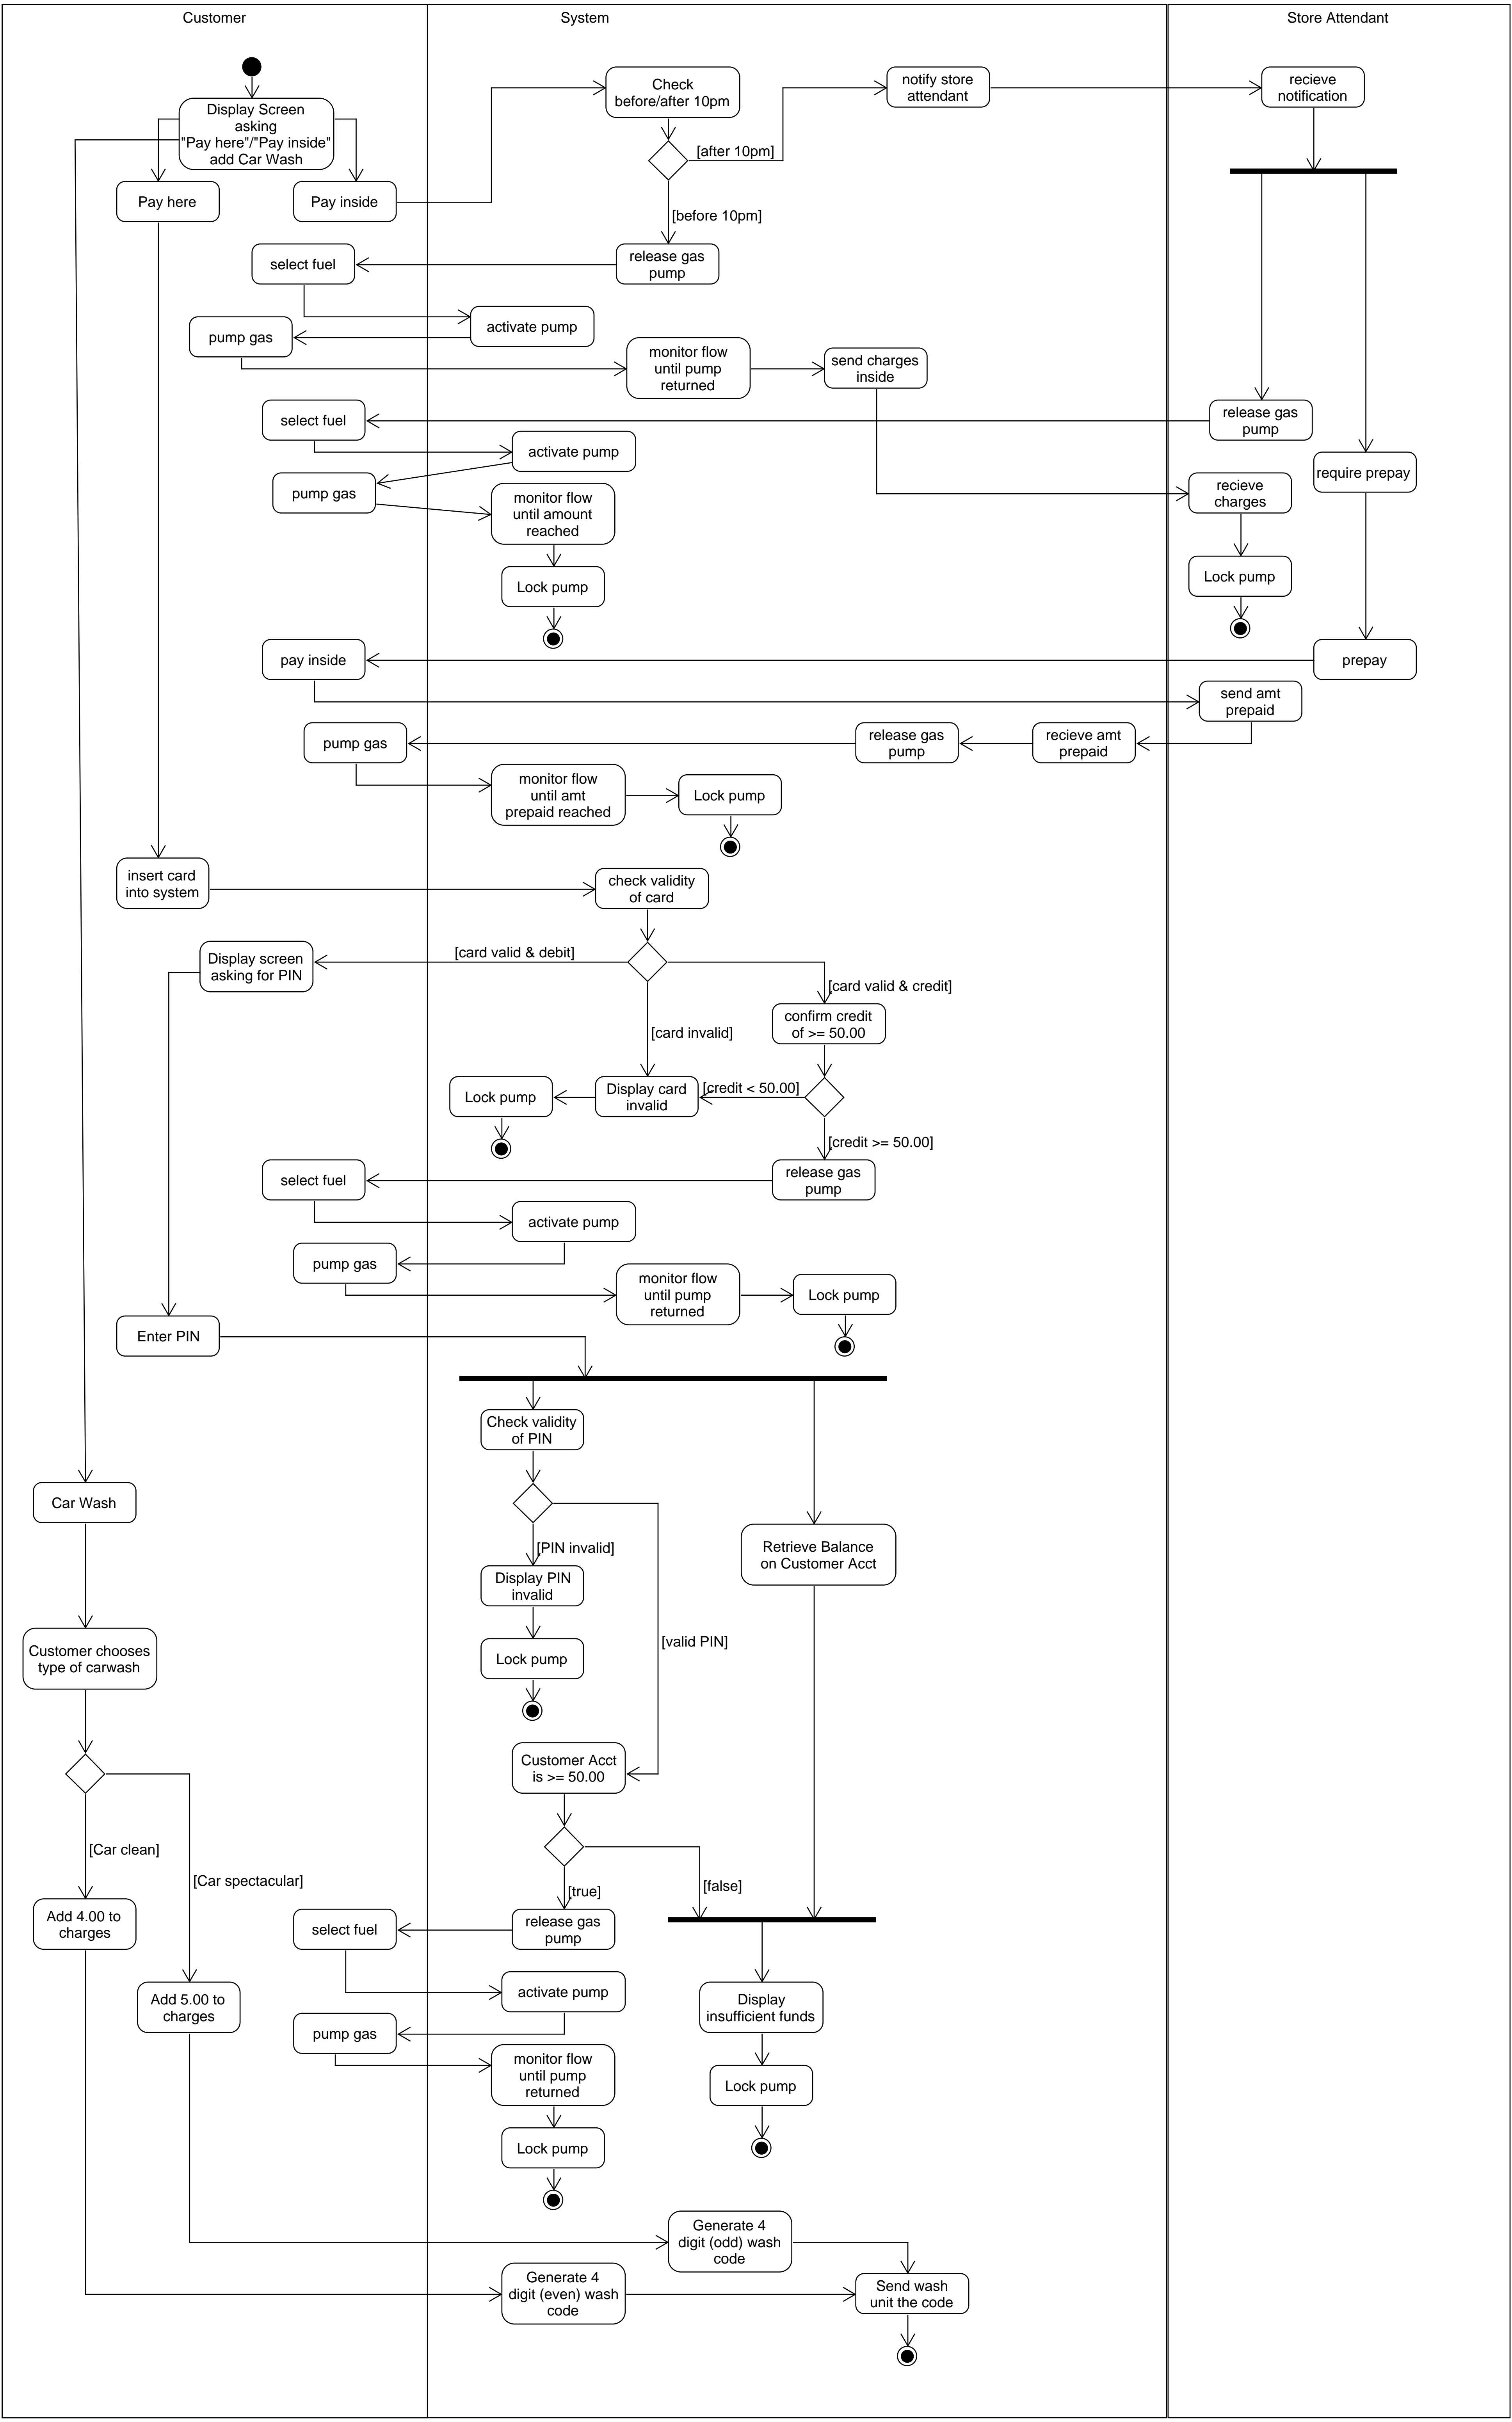 Customer
System
Store Attendant
Display Screen
asking
"Pay here"/"Pay inside"
add Car Wash
Check
before/after 10pm
notify store
attendant
recieve
notification
[after 10pm]
Pay here
Pay inside
[before 10pm]
select fuel
release gas
pump
activate pump
pump gas
monitor flow
until pump
returned
send charges
inside
select fuel
release gas
pump
activate pump
require prepay
pump gas
monitor flow
until amount
reached
recieve
charges
Lock pump
Lock pump
pay inside
prepay
send amt
prepaid
pump gas
release gas
pump
recieve amt
prepaid
monitor flow
until amt
prepaid reached
Lock pump
insert card
into system
check validity
of card
Display screen
asking for PIN
[card valid & debit]
[card valid & credit]
confirm credit
of >= 50.00
[card invalid]
Lock pump
Display card
invalid
[credit < 50.00]
[credit >= 50.00]
select fuel
release gas
pump
activate pump
pump gas
monitor flow
until pump
returned
Lock pump
Enter PIN
Check validity
of PIN
Car Wash
[PIN invalid]
Retrieve Balance
on Customer Acct
Display PIN
invalid
Customer chooses
type of carwash
Lock pump
[valid PIN]
Customer Acct
is >= 50.00
[Car clean]
[Car spectacular]
[true]
[false]
Add 4.00 to
charges
select fuel
release gas
pump
Add 5.00 to
charges
activate pump
Display
insufficient funds
pump gas
monitor flow
until pump
returned
Lock pump
Lock pump
Generate 4
digit (odd) wash
code
Generate 4
digit (even) wash
code
Send wash
unit the code